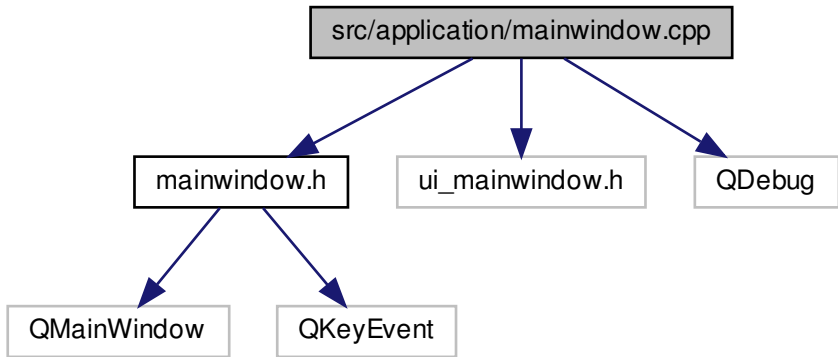 src/application/mainwindow.cpp
mainwindow.h
ui_mainwindow.h
QDebug
QMainWindow
QKeyEvent